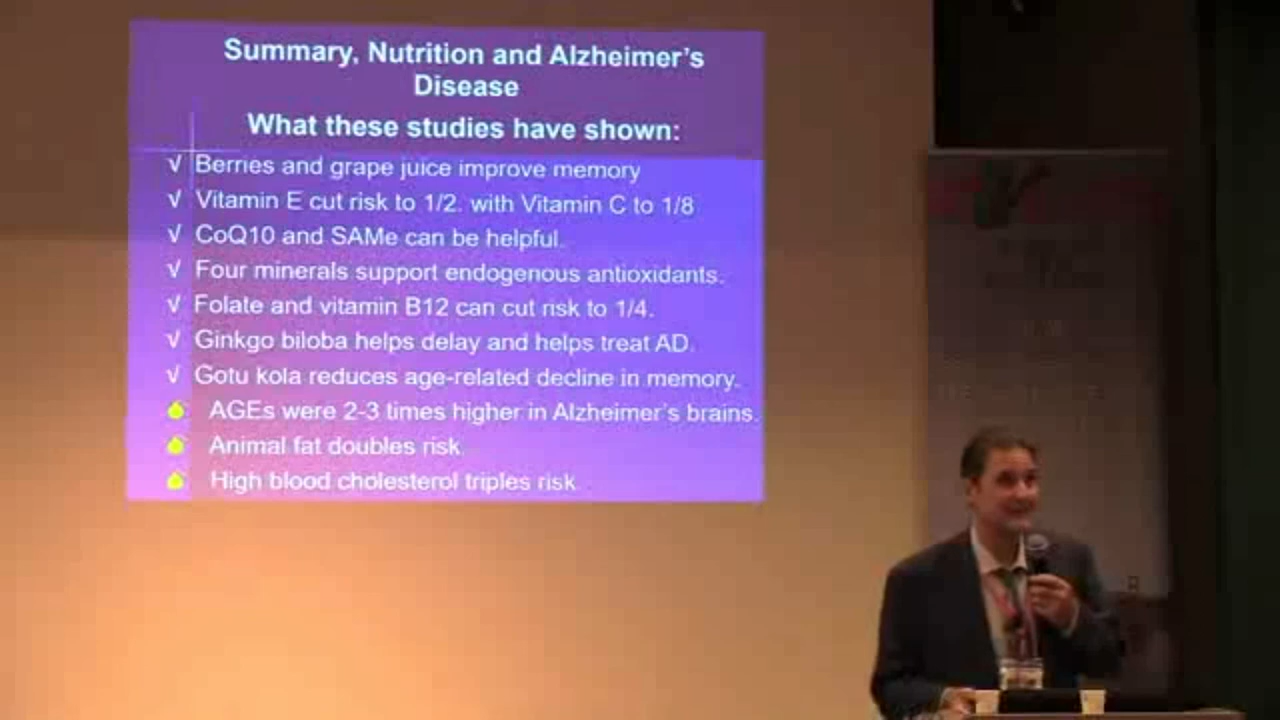 Summary, Nutrition and Alzheimer's
Disease
What these studies have shown:
√ Berries and grape juice improve memory
√ Vitamin E cut risk to 1/2. with Vitamin C to 1/8
√ CoQ10 and SAMe can be helpful.
√ Four minerals support endogenous antioxidants.
√ Folate and vitamin B12 can cut risk to 1/4.
√ Ginkgo biloba helps delay and helps treat AD.
√ Gotu kola reduces age-related decline in memory.
AGEs were 2-3 times higher in Alzheimer's brains.
Animal fat doubles risk.
High blood cholesterol triples risk.